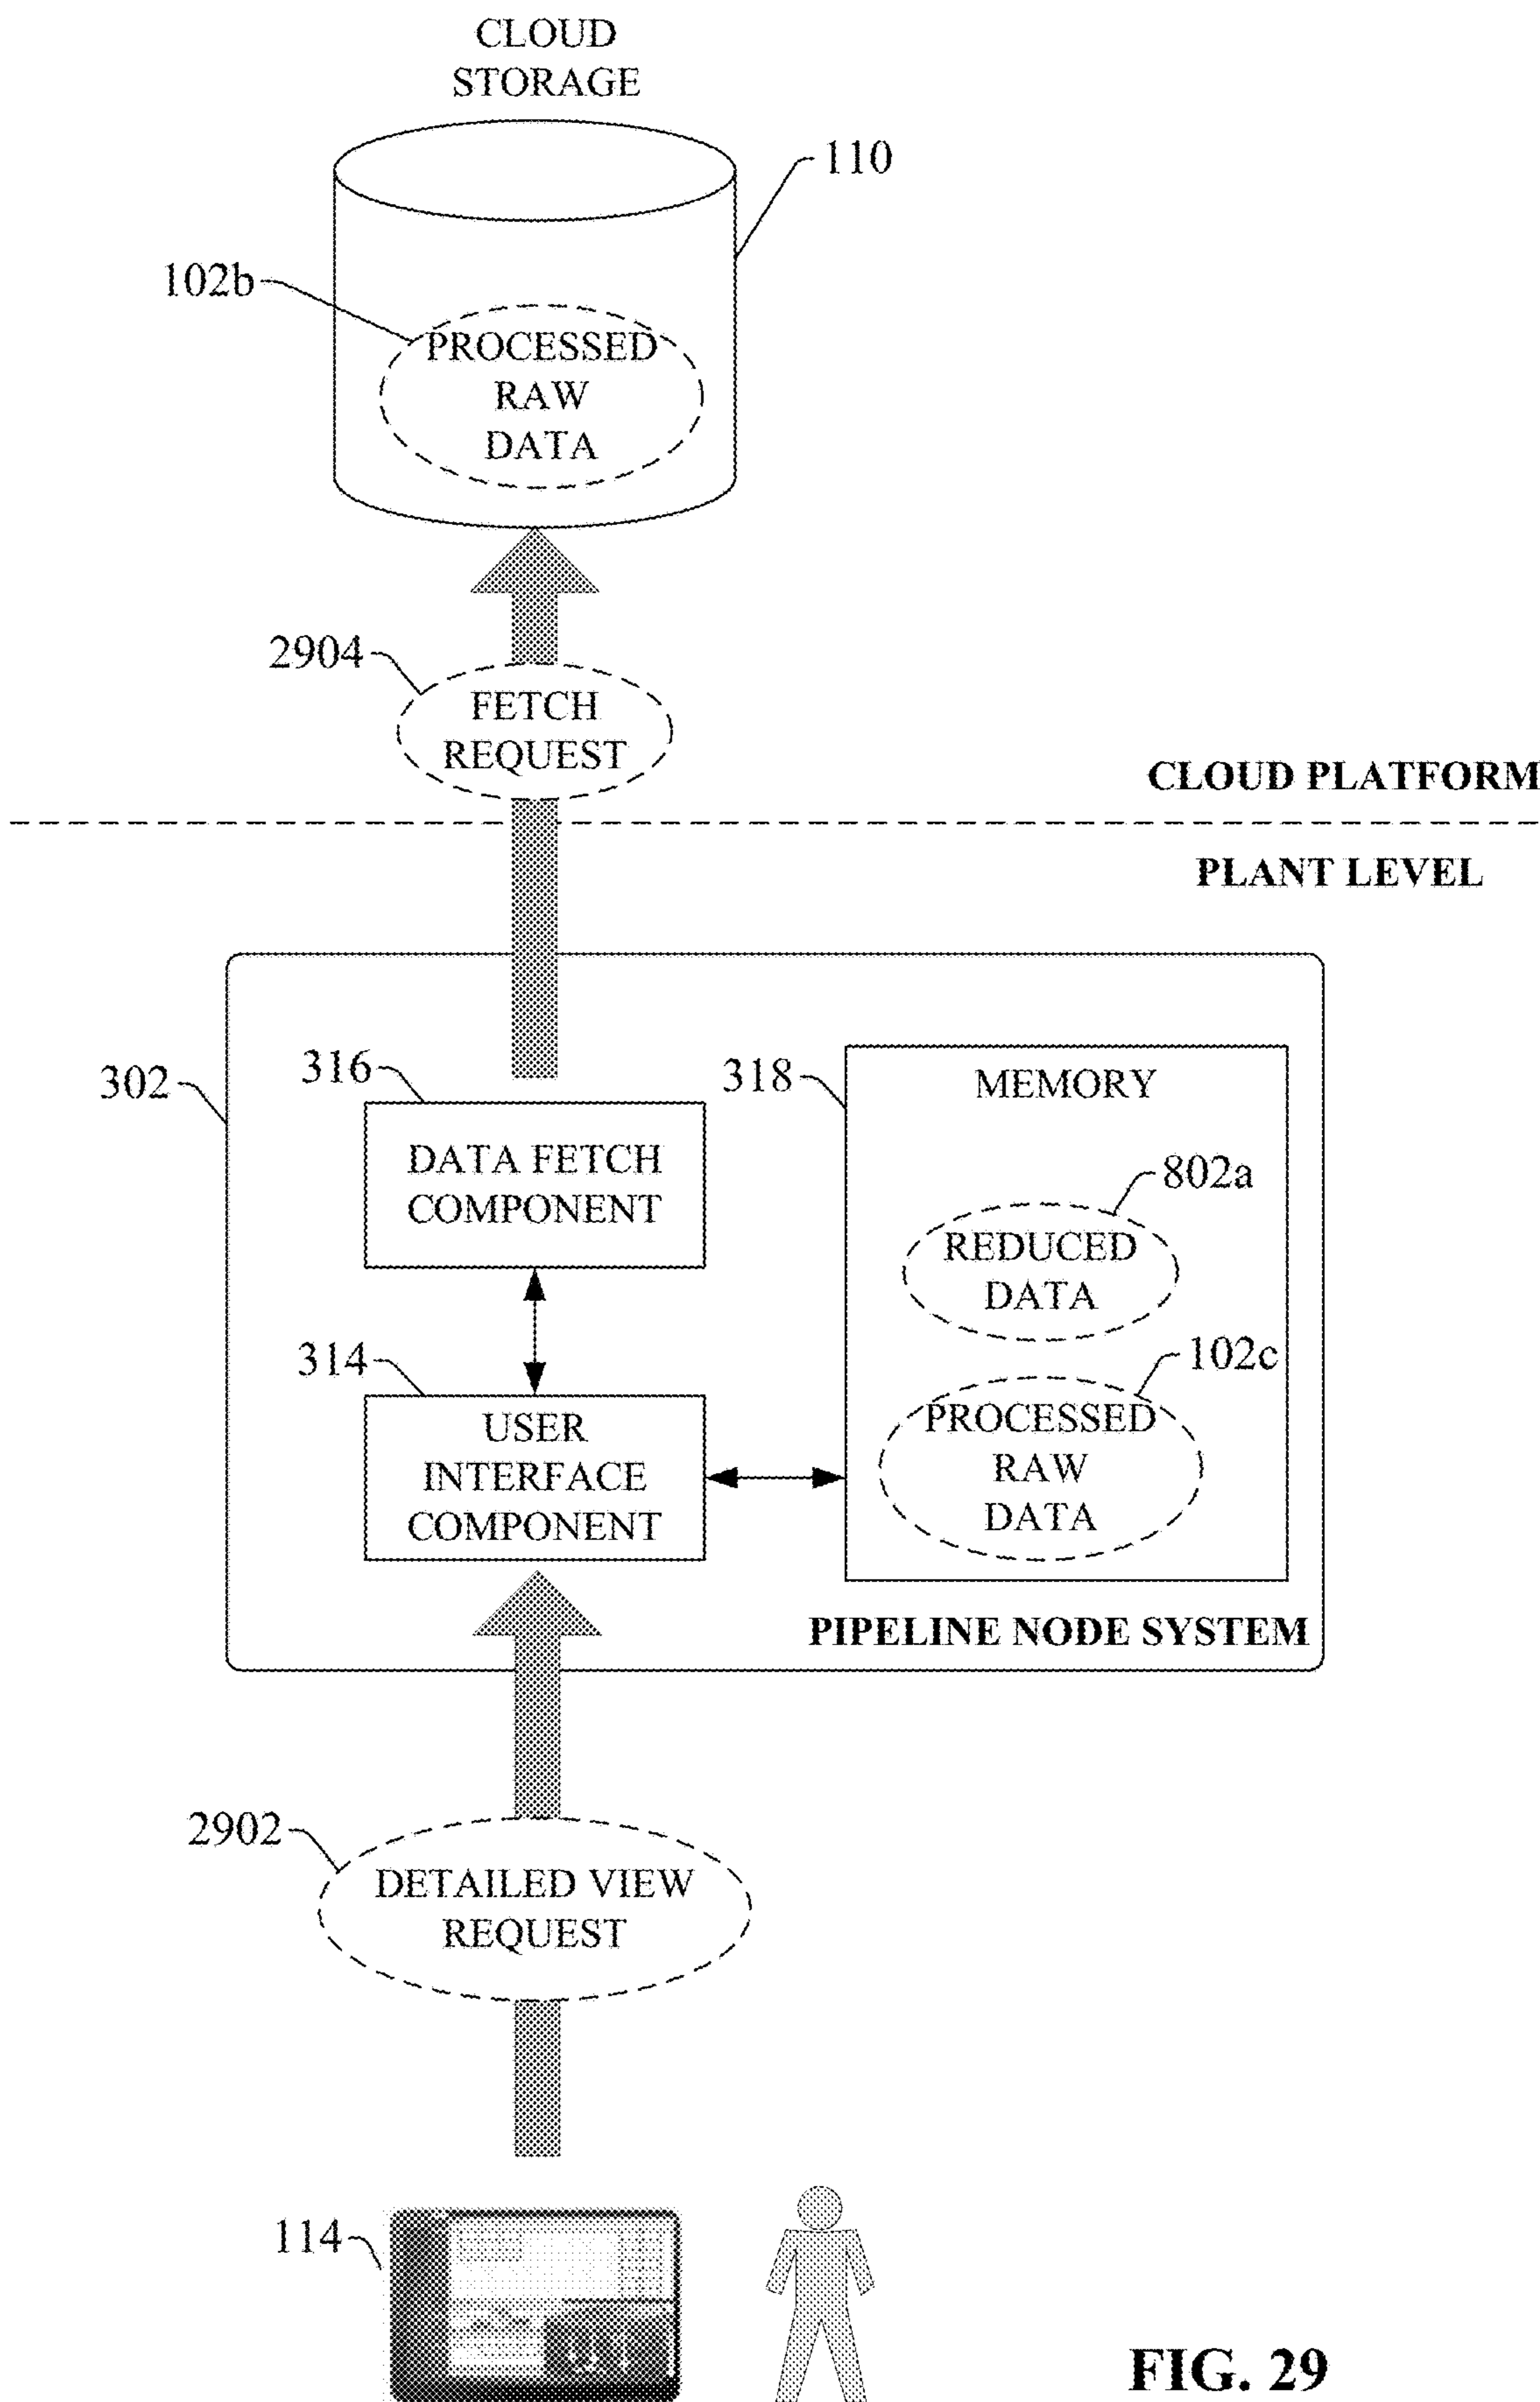 CLOUD
STORAGE
110
102b
PROCESSED
RAW
DATA
2904
FETCH
REQUEST
CLOUD PLATFORM
PLANT LEVEL
302
316
DATA FETCH
COMPONENT
318
MEMORY
802a
REDUCED
DATA
314
USER
INTERFACE
COMPONENT
102c
PROCESSED
RAW
DATA
PIPELINE NODE SYSTEM
2902
DETAILED VIEW
REQUEST
114
FIG. 29